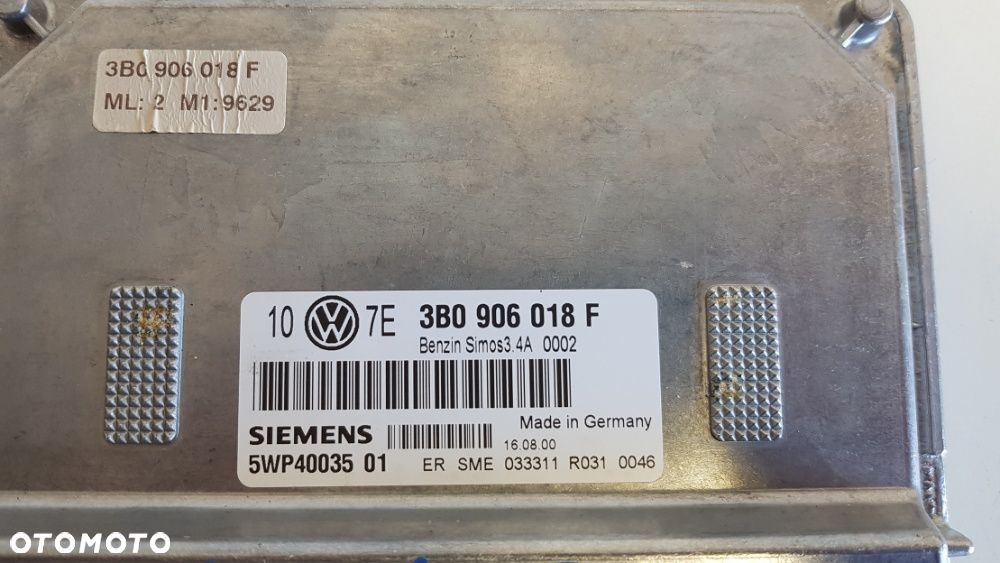 3B0 906 018 F
ML: 2 M1:9629
10 VW 7E 3B0 906 018 F
Benzin Simos3.4A 0002
Made in Germany
SIEMENS 16.08.00
5WP40035 01 ER SME 033311 R031 0046
OTOMOTO